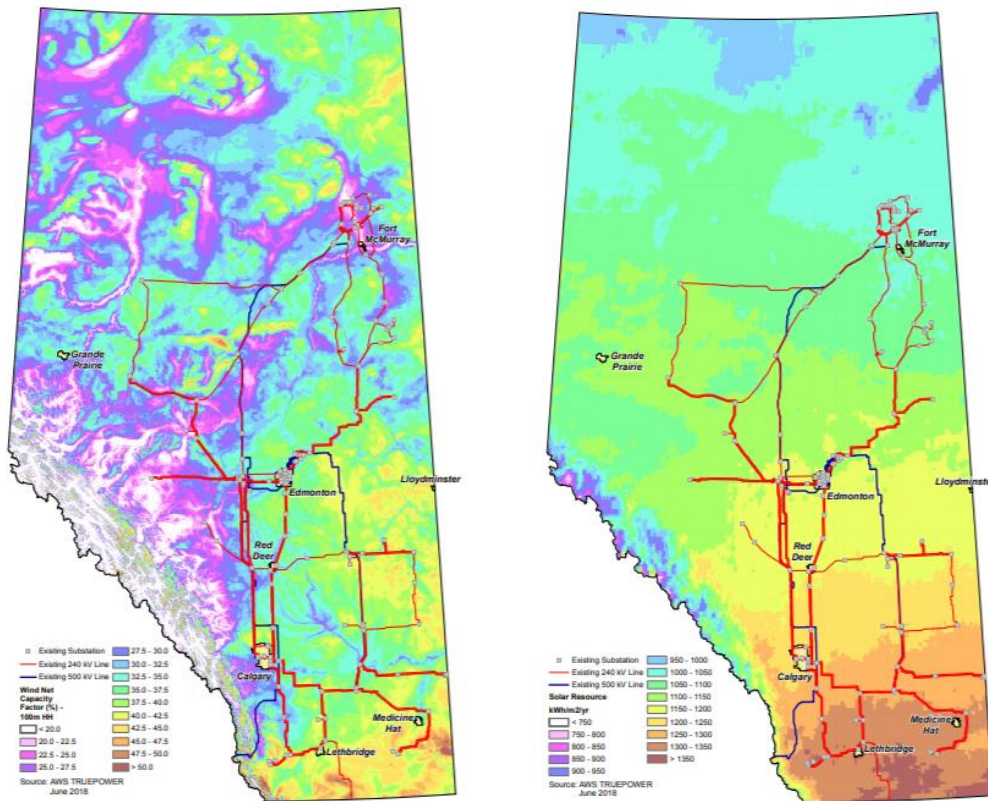 Fort
McMurray
Grande
Prairie
Lloydminster
Edmonton
Red
Deer
Calgary
Medicine
Hat
Lethbridge
Existing Substation
Existing 240 kV Line
Existing 500 kV Line
Wind Net
Capacity
Factor (%) -
100m HH
< 20.0
20.0 - 22.5
22.5 - 25.0
25.0 - 27.5
27.5 - 30.0
30.0 - 32.5
32.5 - 35.0
35.0 - 37.5
37.5 - 40.0
40.0 - 42.5
42.5 - 45.0
45.0 - 47.5
47.5 - 50.0
> 50.0
Source: AWS TRUEPOWER
June 2018
Fort
McMurray
Grande
Prairie
Lloydminster
Edmonton
Red
Deer
Calgary
Medicine
Hat
Lethbridge
Existing Substation
Existing 240 kV Line
Existing 500 kV Line
Solar Resource
kWh/m2/yr
< 750
750 - 800
800 - 850
850 - 900
900 - 950
950 - 1000
1000 - 1050
1050 - 1100
1100 - 1150
1150 - 1200
1200 - 1250
1250 - 1300
1300 - 1350
> 1350
Source: AWS TRUEPOWER
June 2018